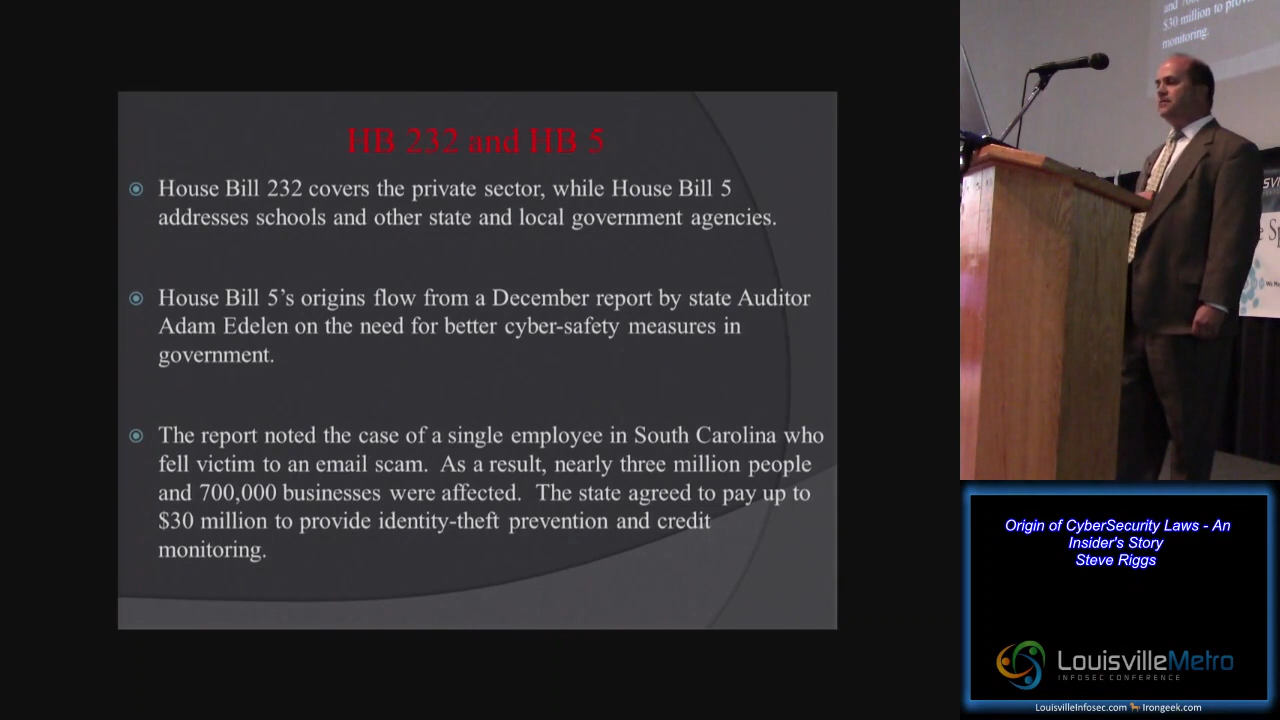 HB 232 and HB 5
House Bill 232 covers the private sector, while House Bill 5
addresses schools and other state and local government agencies.
House Bill 5’s origins flow from a December report by state Auditor
Adam Edelen on the need for better cyber-safety measures in
government.
The report noted the case of a single employee in South Carolina who
fell victim to an email scam.  As a result, nearly three million people
and 700,000 businesses were affected.  The state agreed to pay up to
$30 million to provide identity-theft prevention and credit
monitoring.
$30 million to
monitoring.
Origin of CyberSecurity Laws - An
Insider's Story
Steve Riggs
LouisvilleMetro
INFOSEC CONFERENCE
LouisvilleInfosec.com Irongeek.com